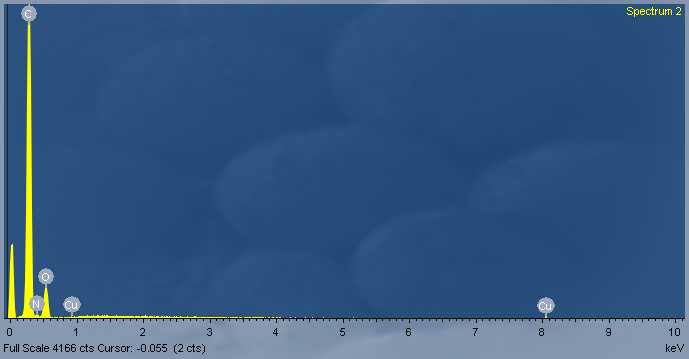 Spectrum 2
C
O
N Cu Cu
0 1 2 3 4 5 6 7 8 9 10
Full Scale 4166 cts Cursor: -0.055 (2 cts) keV